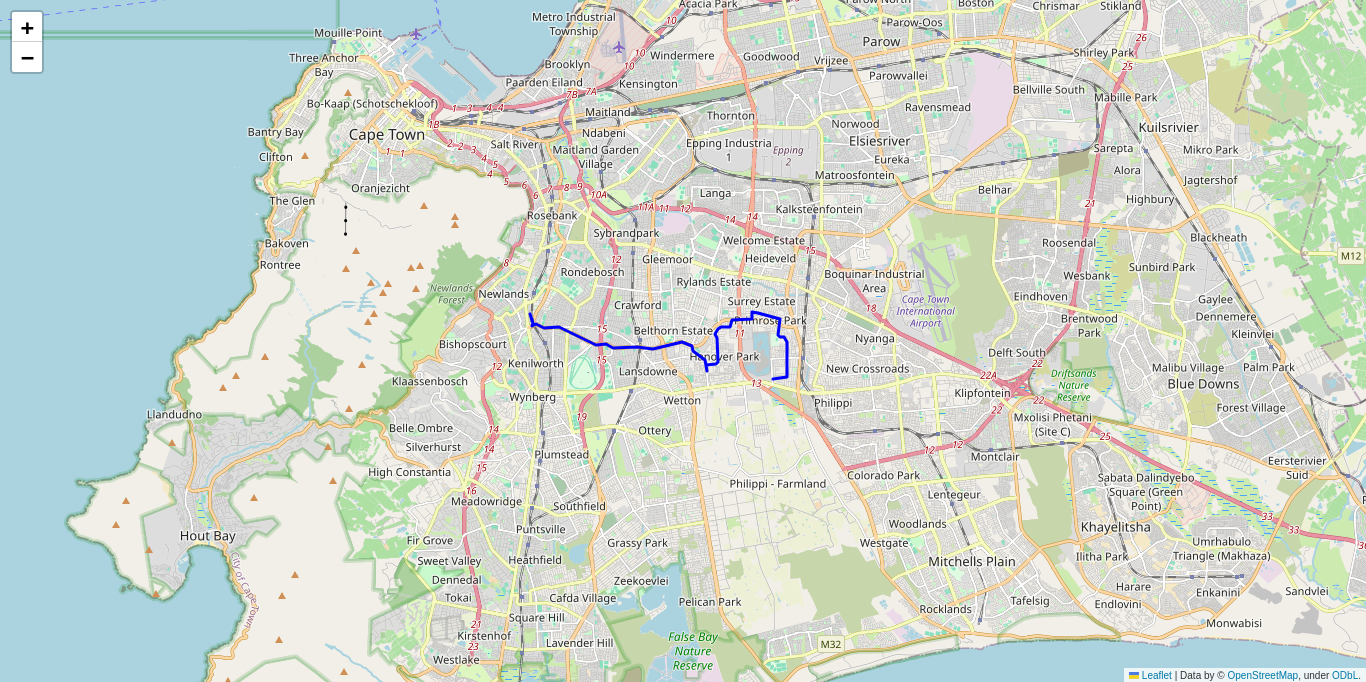 Acacia Park
Parow North
Boston
Chrismar
Stikland
Metro Industrial
Township
Parow-Oos
Mouille Point
Parow
Three Anchor
Bay
Windermere
Goodwood
Vrijzee
Shirley Park
Brooklyn
Paarden Eiland
Kensington
Parowvallei
Bellville South
Mabille Park
Bo-Kaap (Schotschekloof)
Maitland
Thornton
Ravensmead
Norwood
Kuilsrivier
Bantry Bay
Cape Town
Ndabeni
Salt River
Maitland Garden
Village
Epping Industria
1
Epping
2
Elsiesriver
Eureka
Sarepta
Mikro Park
Clifton
Oranjezicht
Matroosfontein
Alora
Jagtershof
Langa
Belhar
Highbury
The Glen
Rosebank
Kalksteenfontein
Sybrandpark
Welcome Estate
Blackheath
Bakoven
Roosendal
Rontree
Gleemoor
Heideveld
Rondebosch
Boquinar Industrial
Area
Wesbank
Sunbird Park
M12
Newlands
Forest
Newlands
Rylands Estate
Crawford
Surrey Estate
Cape Town
International
Airport
Eindhoven
Gaylee
Dennemere
Primrose Park
Brentwood
Park
Belthorn Estate
Kleinvlei
Bishopscourt
Nyanga
Delft South
Hanover Park
Kenilworth
Lansdowne
New Crossroads
Malibu Village
Palm Park
Klaassenbosch
Driftsands
Nature
Reserve
Blue Downs
Wynberg
Wetton
Philippi
Klipfontein
Forest Village
Llandudno
Mxolisi Phetani
(Site C)
Belle Ombre
Ottery
Silverhurst
Plumstead
Montclair
Eersterivier
Suid
High Constantia
Colorado Park
Sabata Dalindyebo
Square (Green
Point)
Philippi - Farmland
Meadowridge
Southfield
Lentegeur
Woodlands
Khayelitsha
Hout Bay
Puntsville
Fir Grove
Grassy Park
Westgate
Umrhabulo
Triangle (Makhaza)
Sweet Valley
Heathfield
Mitchells Plain
Ilitha Park
City of Cape Town
Dennedal
Zeekoevlei
Harare
Enkanini
Sandvlei
Tokai
Cafda Village
Pelican Park
Rocklands
Tafelsig
Endlovini
Square Hill
Monwabisi
Kirstenhof
Lavender Hill
False Bay
Nature
Reserve
M32
Westlake
+
−
Leaflet | Data by © OpenStreetMap, under ODbL.